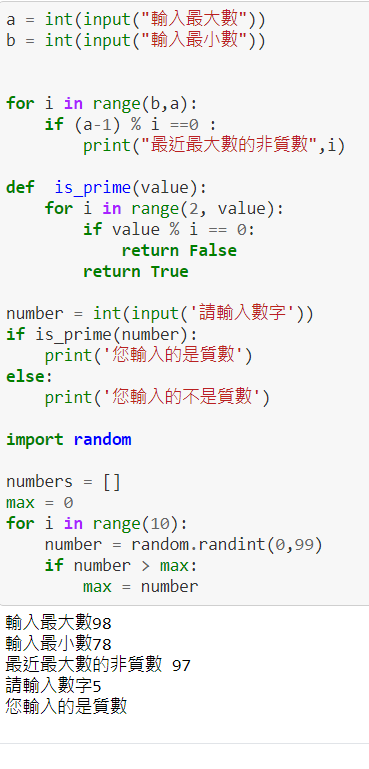 a = int(input("輸入最大數"))
b = int(input("輸入最小數"))
for i in range(b,a):
    if (a-1) % i ==0 :
        print("最近最大數的非質數",i)
def  is_prime(value):
    for i in range(2, value):
        if value % i == 0:
            return False
        return True
number = int(input('請輸入數字'))
if is_prime(number):
    print('您輸入的是質數')
else:
    print('您輸入的不是質數')
import random
numbers = []
max = 0
for i in range(10):
    number = random.randint(0,99)
    if number > max:
        max = number
輸入最大數98
輸入最小數78
最近最大數的非質數 97
請輸入數字5
您輸入的是質數